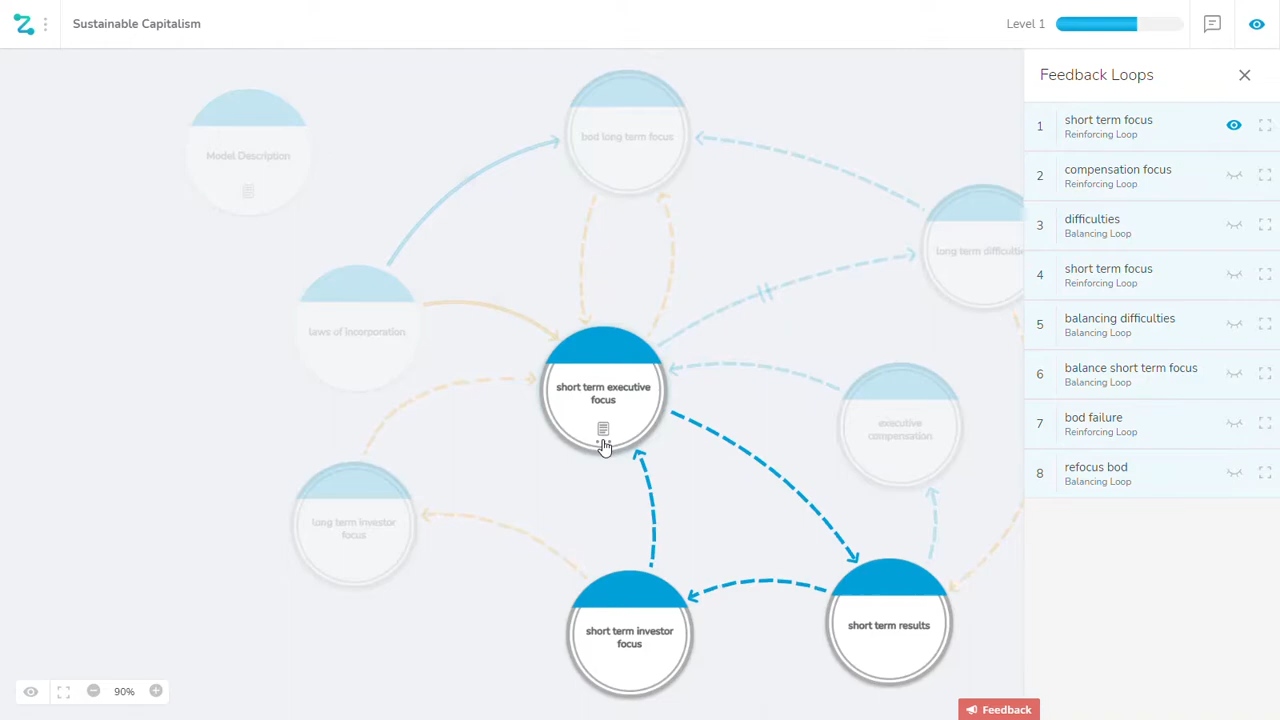 Sustainable Capitalism
Level 1
Feedback Loops
1
short term focus
Reinforcing Loop
2
compensation focus
Reinforcing Loop
3
difficulties
Balancing Loop
4
short term focus
Reinforcing Loop
5
balancing difficulties
Balancing Loop
6
balance short term focus
Balancing Loop
7
bod failure
Reinforcing Loop
8
refocus bod
Balancing Loop
Model Description
bod long term focus
long term difficultie
laws of incorporation
short term executive
focus
executive
compensation
long term investor
focus
short term investor
focus
short term results
90%
Feedback